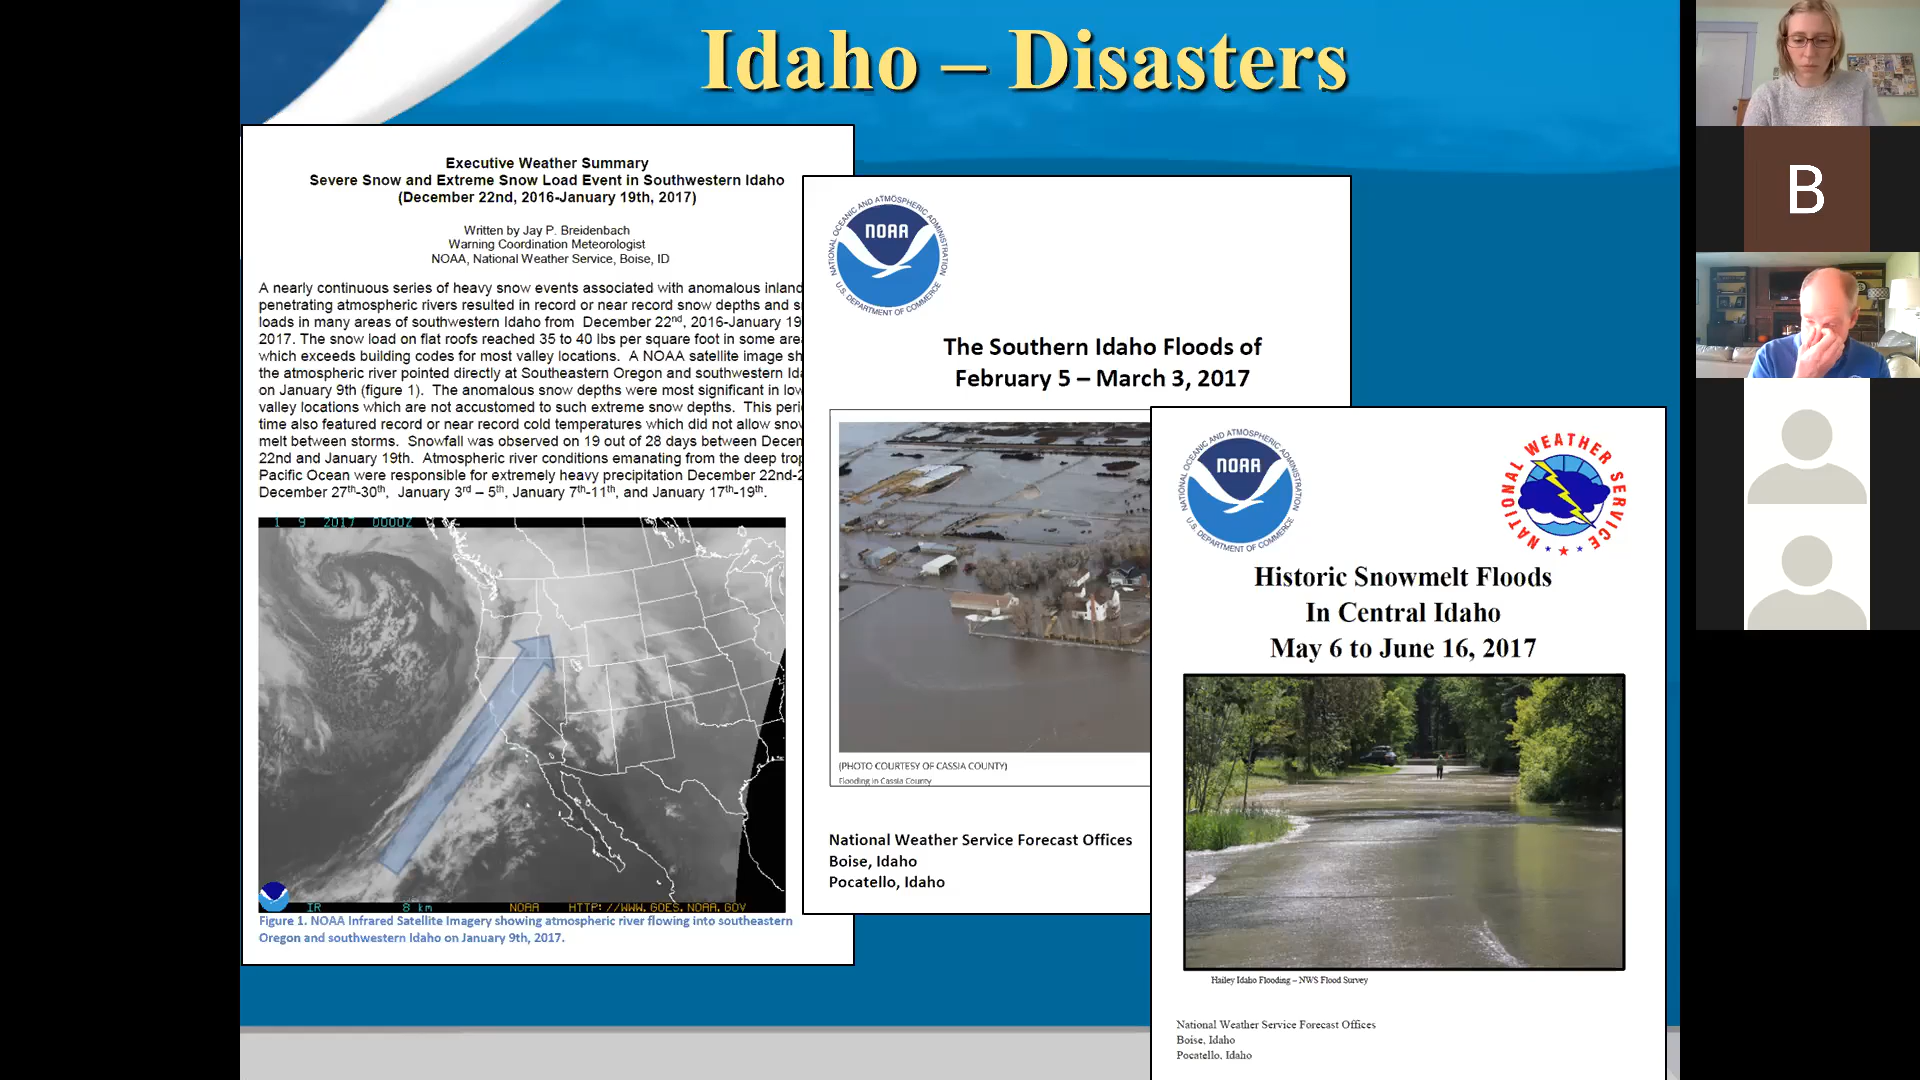 Idaho – Disasters
Executive Weather Summary
Severe Snow and Extreme Snow Load Event in Southwestern Idaho
(December 22nd, 2016-January 19th, 2017)
Written by Jay P. Breidenbach
Warning Coordination Meteorologist
NOAA, National Weather Service, Boise, ID
A nearly continuous series of heavy snow events associated with anomalous inland
penetrating atmospheric rivers resulted in record or near record snow depths and
loads in many areas of southwestern Idaho from December 22nd, 2016-January 19
2017. The snow load on flat roofs reached 35 to 40 lbs per square foot in some
which exceeds building codes for most valley locations. A NOAA satellite image
the atmospheric river pointed directly at Southeastern Oregon and southwestern
on January 9th (figure 1). The anomalous snow depths were most significant in
valley locations which are not accustomed to such extreme snow depths. This
time also featured record or near record cold temperatures which did not allow
melt between storms. Snowfall was observed on 19 out of 28 days between
22nd and January 19th. Atmospheric river conditions emanating from the deep
Pacific Ocean were responsible for extremely heavy precipitation December 22nd-
December 27th-30th, January 3rd – 5th, January 7th-11th, and January 17th-19th.
1 9 2017 0000Z
IR 8 km NOAA HTTP://WWW.GOES.NOAA.GOV
Figure 1. NOAA Infrared Satellite Imagery showing atmospheric river flowing into southeastern
Oregon and southwestern Idaho on January 9th, 2017.
NATIONAL OCEANIC AND ATMOSPHERIC ADMINISTRATION
NOAA
U.S. DEPARTMENT OF COMMERCE
The Southern Idaho Floods of
February 5 – March 3, 2017
(PHOTO COURTESY OF CASSIA COUNTY)
Flooding in Cassia County
National Weather Service Forecast Offices
Boise, Idaho
Pocatello, Idaho
NATIONAL OCEANIC AND ATMOSPHERIC ADMINISTRATION
NOAA
U.S. DEPARTMENT OF COMMERCE
NATIONAL WEATHER SERVICE
Historic Snowmelt Floods
In Central Idaho
May 6 to June 16, 2017
Hailey Idaho Flooding – NWS Flood Survey
National Weather Service Forecast Offices
Boise, Idaho
Pocatello, Idaho
B